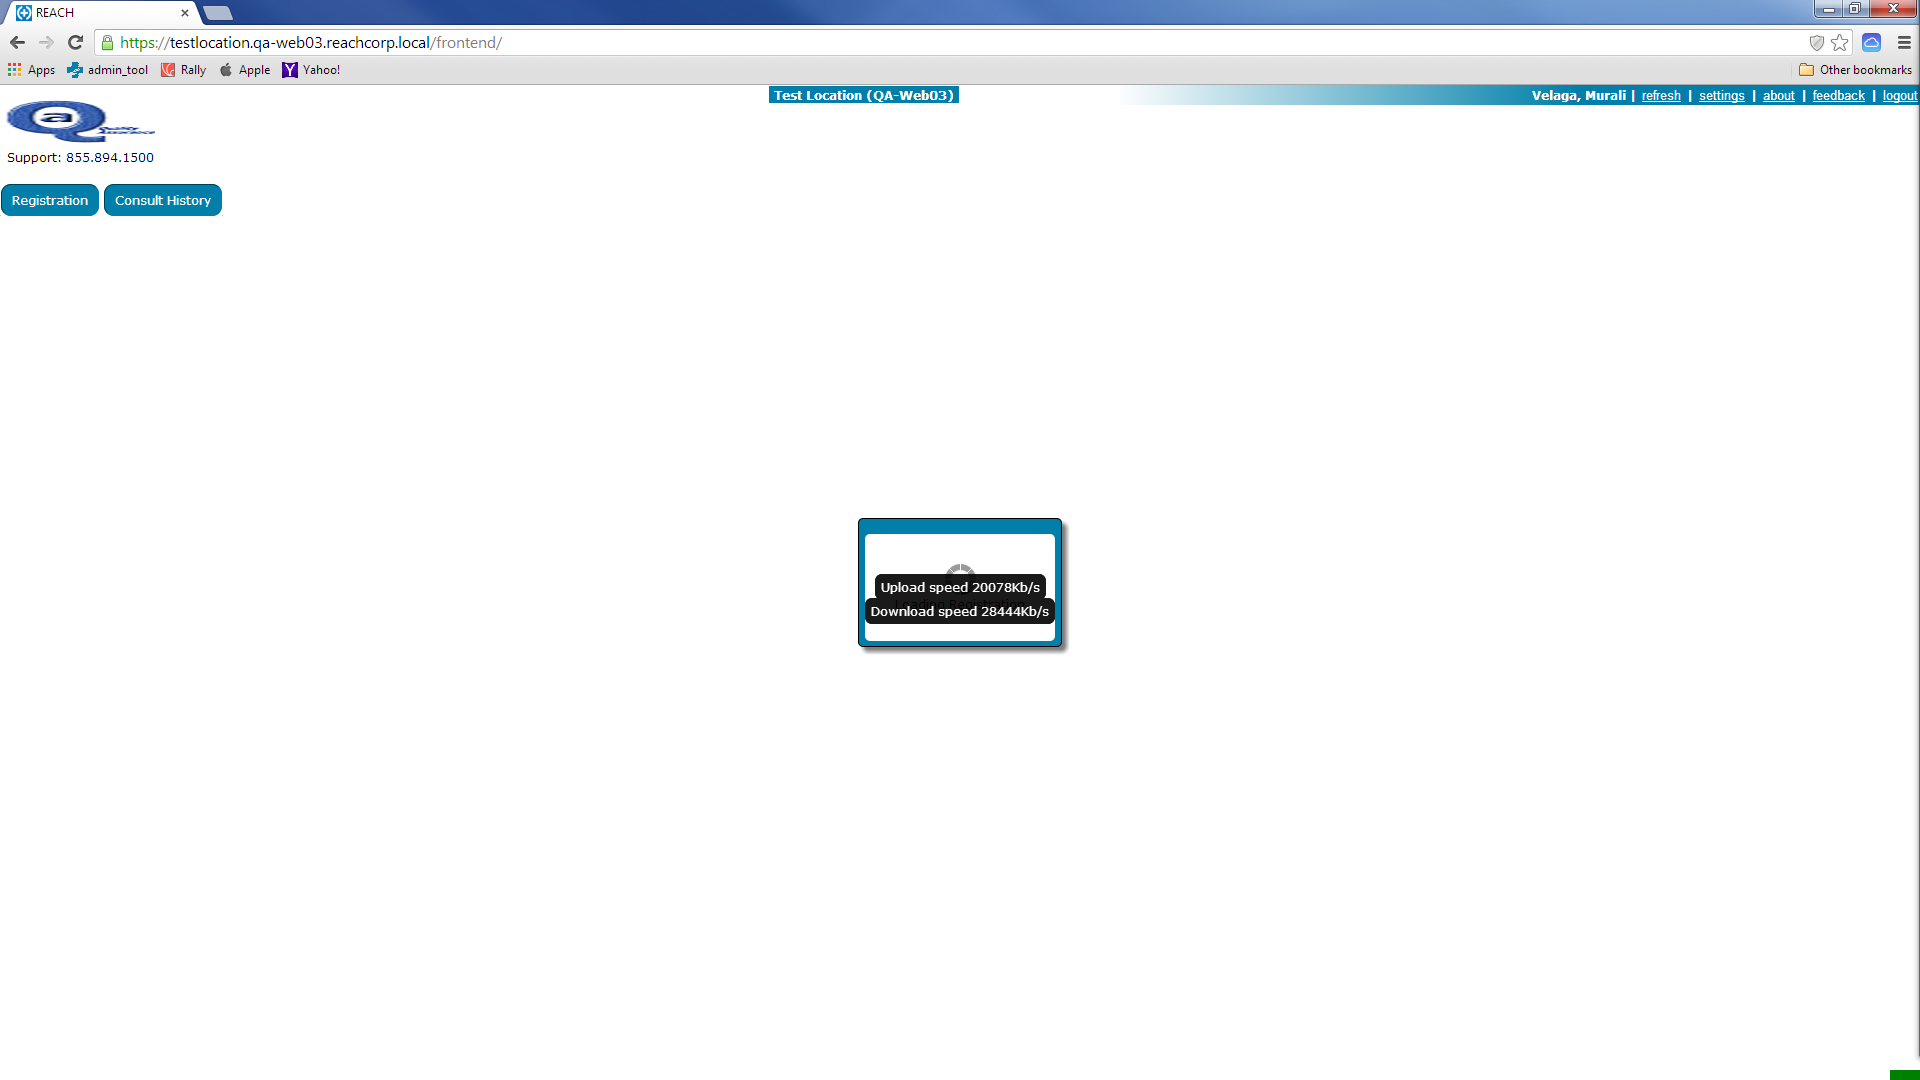 REACH
https://testlocation.qa-web03.reachcorp.local/frontend/
Apps admin_tool Rally Apple Yahoo! Other bookmarks
Test Location (QA-Web03) Velaga, Murali | refresh | settings | about | feedback | logout
a
Quality
Assurance
Support: 855.894.1500
Registration Consult History
Upload speed 20078Kb/s
Download speed 28444Kb/s